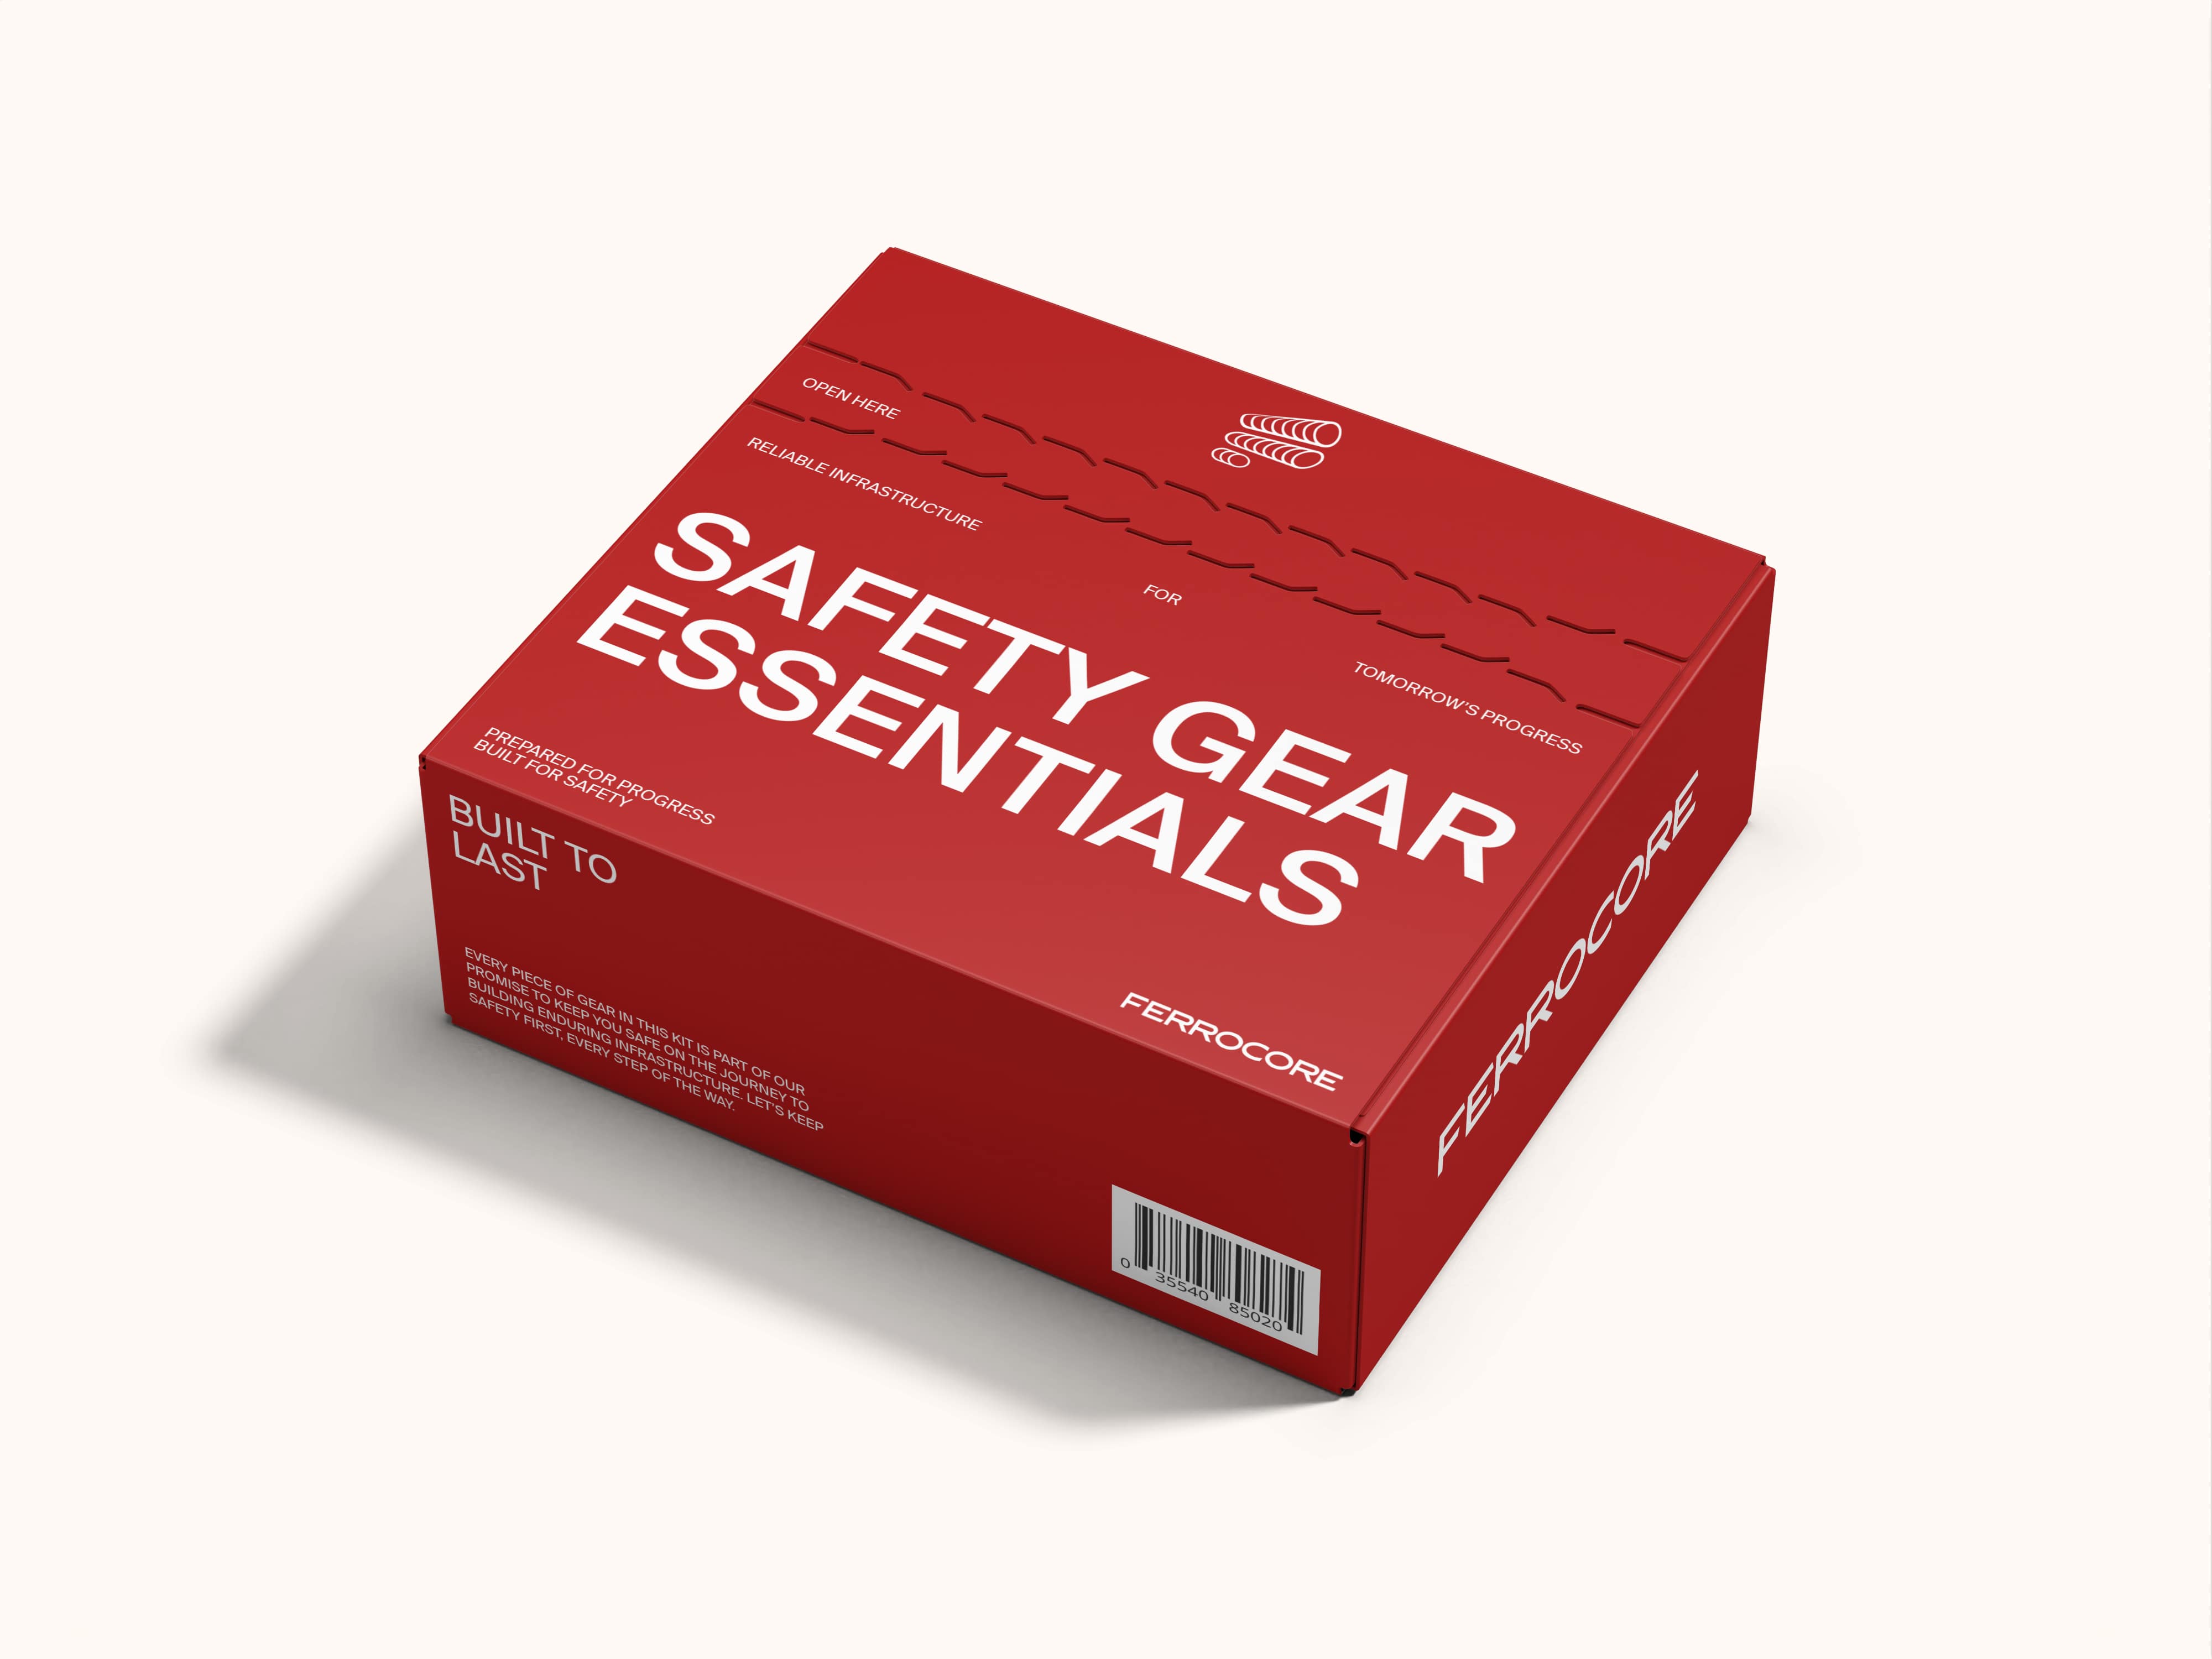 OPEN HERE
RELIABLE INFRASTRUCTURE
FOR
TOMORROW'S PROGRESS
SAFETY GEAR
ESSENTIALS
PREPARED FOR PROGRESS
BUILT FOR SAFETY
FERROCORE
BUILT TO
LAST
EVERY PIECE OF GEAR IN THIS KIT IS PART OF OUR
PROMISE TO KEEP YOU SAFE ON THE JOURNEY TO
BUILDING ENDURING INFRASTRUCTURE. LET'S KEEP
SAFETY FIRST, EVERY STEP OF THE WAY.
0 35540 85020
FERROCORE